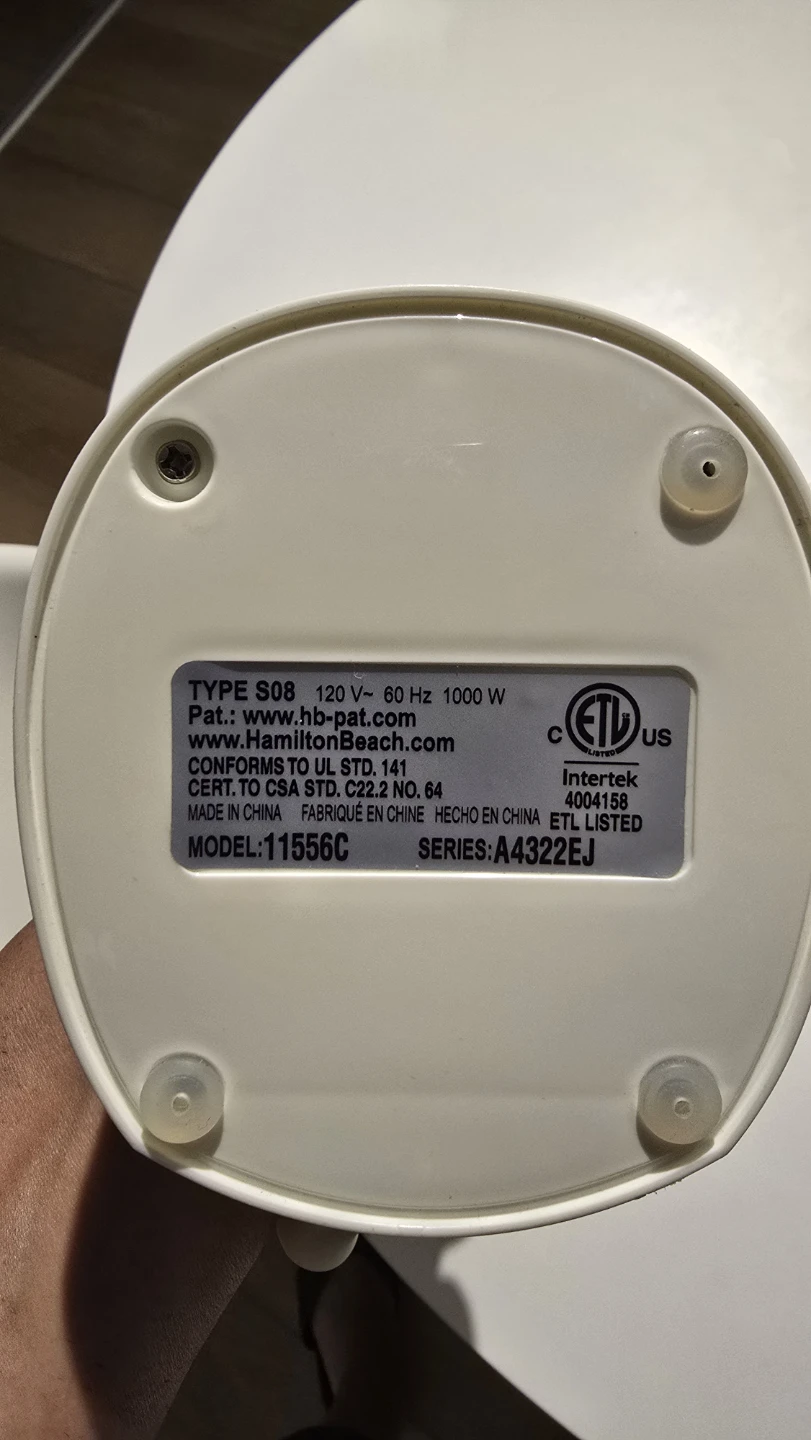 TYPE S08 120 V~ 60 Hz 1000 W
Pat.: www.hb-pat.com
www.HamiltonBeach.com
CONFORMS TO UL STD. 141
CERT. TO CSA STD. C22.2 NO. 64
MADE IN CHINA FABRIQUÉ EN CHINE HECHO EN CHINA
MODEL:11556C SERIES:A4322EJ
C ETL US
LISTED
Intertek
4004158
ETL LISTED